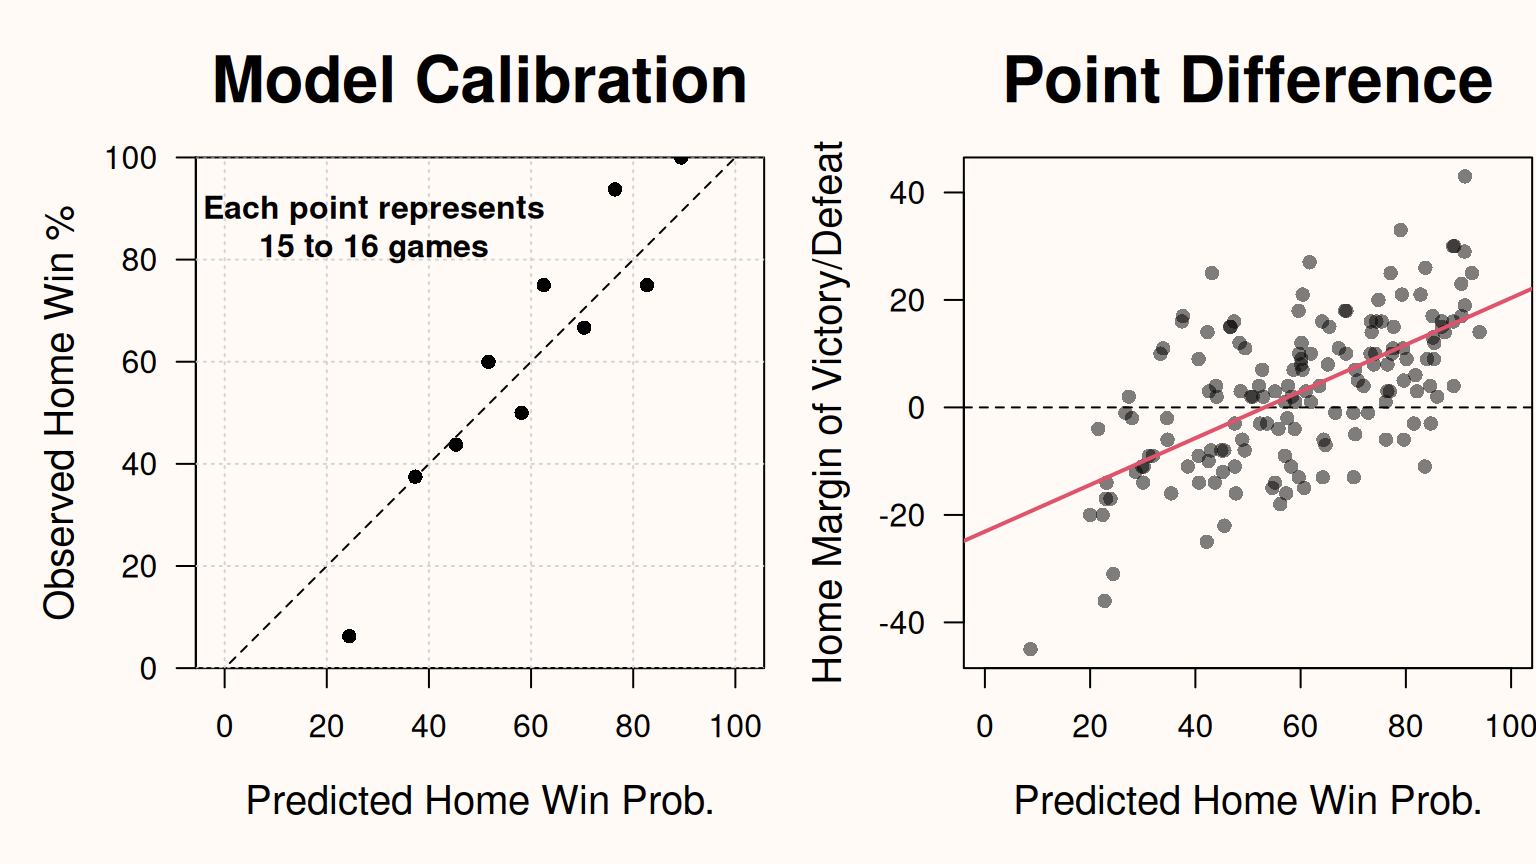 Model Calibration
Observed Home Win %
100
80
60
40
20
0
Each point represents
15 to 16 games
0 20 40 60 80 100
Predicted Home Win Prob.
Point Difference
Home Margin of Victory/Defeat
40
20
0
-20
-40
0 20 40 60 80 100
Predicted Home Win Prob.